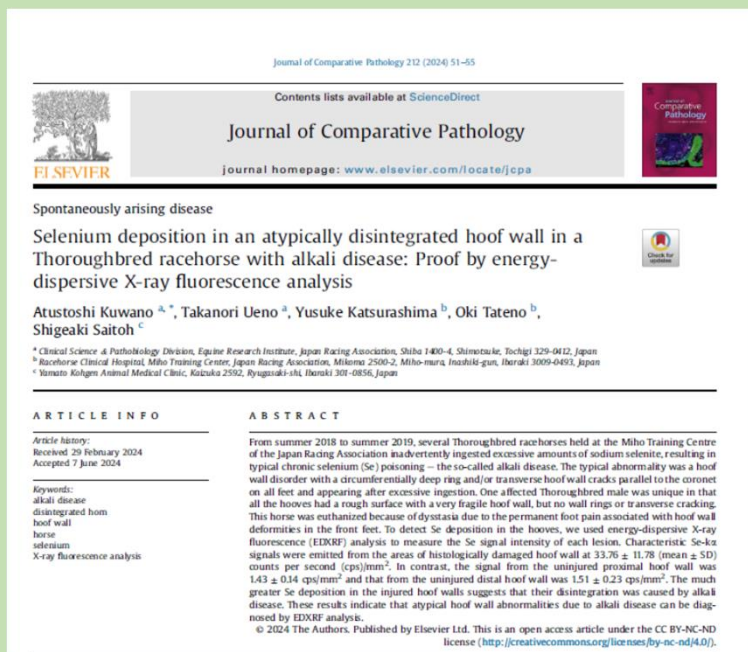 Journal of Comparative Pathology 212 (2024) 51–55
Contents lists available at ScienceDirect
Journal of Comparative Pathology
journal homepage: www.elsevier.com/locate/jcpa
ELSEVIER
Comparative
Pathology
Spontaneously arising disease
Selenium deposition in an atypically disintegrated hoof wall in a
Thoroughbred racehorse with alkali disease: Proof by energy-
dispersive X-ray fluorescence analysis
Check for
updates
Atustoshi Kuwano a, *, Takanori Ueno a, Yusuke Katsurashima b, Oki Tateno b,
Shigeaki Saitoh c
a Clinical Science & Pathobiology Division, Equine Research Institute, Japan Racing Association, Shiba 1400-4, Shimotsuke, Tochigi 329-0412, Japan
b Racehorse Clinical Hospital, Miho Training Center, Japan Racing Association, Mikoma 2500-2, Miho-mura, Inashiki-gun, Ibaraki 3009-0493, Japan
c Yamato Kohgen Animal Medical Clinic, Kaizuka 2592, Ryugasaki-shi, Ibaraki 301-0856, Japan
ARTICLE INFO
Article history:
Received 29 February 2024
Accepted 7 June 2024
Keywords:
alkali disease
disintegrated horn
hoof wall
horse
selenium
X-ray fluorescence analysis
ABSTRACT
From summer 2018 to summer 2019, several Thoroughbred racehorses held at the Miho Training Centre
of the Japan Racing Association inadvertently ingested excessive amounts of sodium selenite, resulting in
typical chronic selenium (Se) poisoning – the so-called alkali disease. The typical abnormality was a hoof
wall disorder with a circumferentially deep ring and/or transverse hoof wall cracks parallel to the coronet
on all feet and appearing after excessive ingestion. One affected Thoroughbred male was unique in that
all the hooves had a rough surface with a very fragile hoof wall, but no wall rings or transverse cracking.
This horse was euthanized because of dysstasia due to the permanent foot pain associated with hoof wall
deformities in the front feet. To detect Se deposition in the hooves, we used energy-dispersive X-ray
fluorescence (EDXRF) analysis to measure the Se signal intensity of each lesion. Characteristic Se-kα
signals were emitted from the areas of histologically damaged hoof wall at 33.76 ± 11.78 (mean ± SD)
counts per second (cps)/mm². In contrast, the signal from the uninjured proximal hoof wall was
1.43 ± 0.14 cps/mm² and that from the uninjured distal hoof wall was 1.51 ± 0.23 cps/mm². The much
greater Se deposition in the injured hoof walls suggests that their disintegration was caused by alkali
disease. These results indicate that atypical hoof wall abnormalities due to alkali disease can be diag-
nosed by EDXRF analysis.
© 2024 The Authors. Published by Elsevier Ltd. This is an open access article under the CC BY-NC-ND
license (http://creativecommons.org/licenses/by-nc-nd/4.0/).